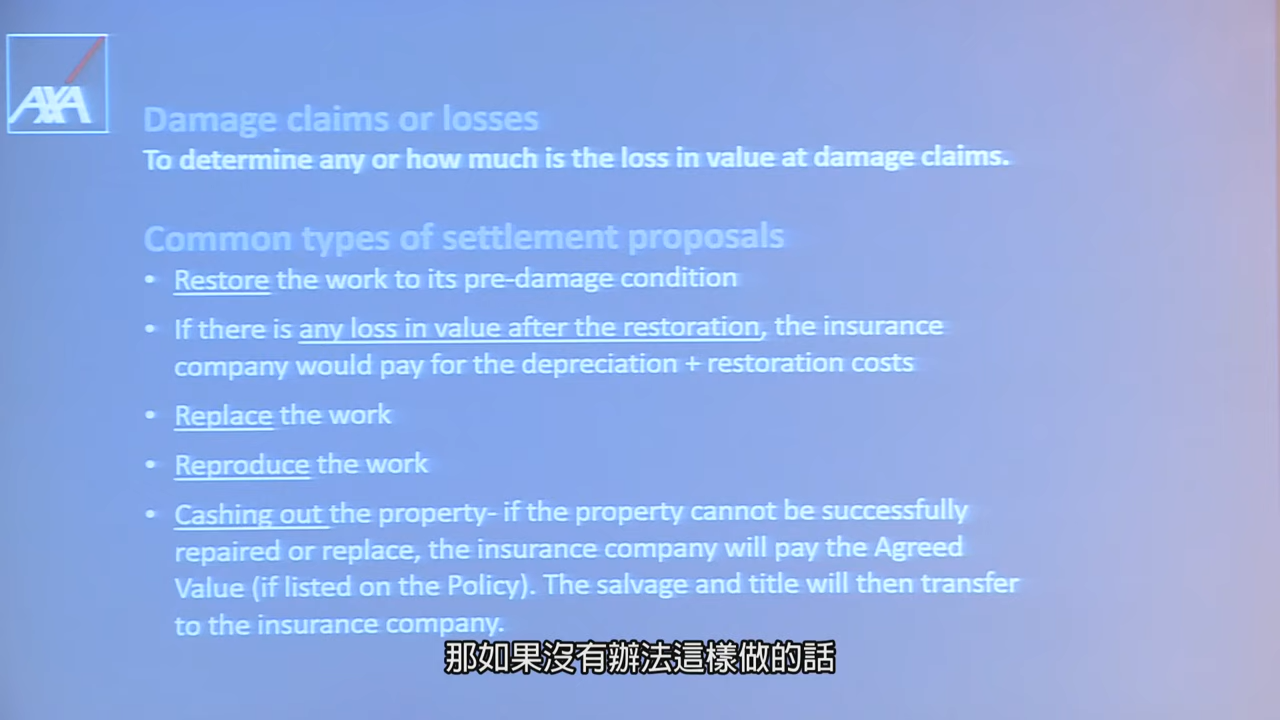 AXA
Damage claims or losses
To determine any or how much is the loss in value at damage claims.
Common types of settlement proposals
• Restore the work to its pre-damage condition
• If there is any loss in value after the restoration, the insurance
company would pay for the depreciation + restoration costs
• Replace the work
• Reproduce the work
• Cashing out the property- if the property cannot be successfully
repaired or replace, the insurance company will pay the Agreed
Value (if listed on the Policy). The salvage and title will then transfer
to the insurance company.
那如果沒有辦法這樣做的話